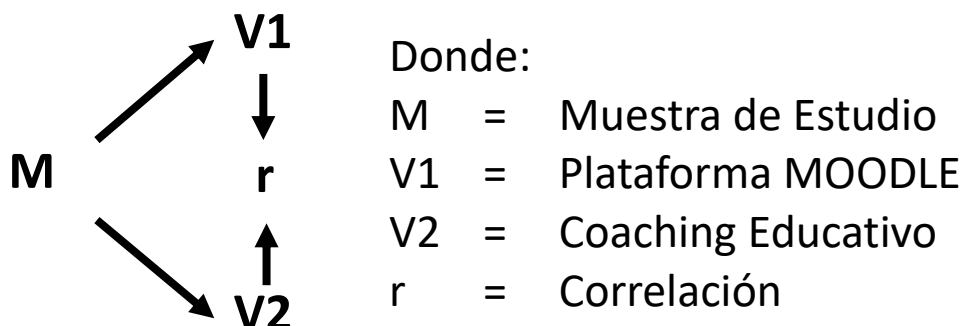 V1
Donde:
M = Muestra de Estudio
M r V1 = Plataforma MOODLE
V2 = Coaching Educativo
V2 r = Correlación